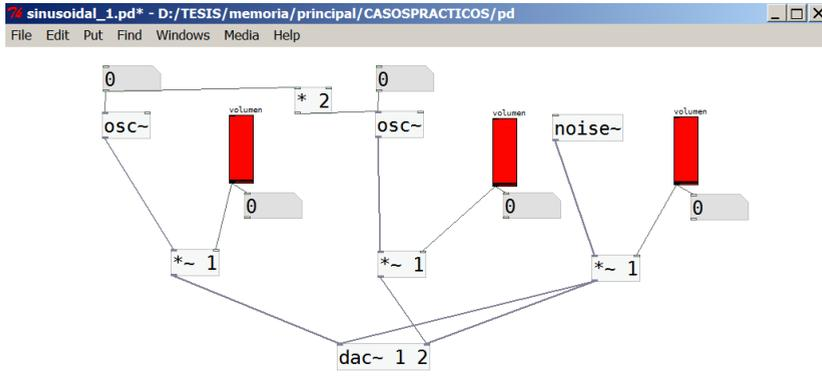 sinusoidal_1.pd* - D:/TESIS/memoria/principal/CASOSPRACTICOS/pd
File Edit Put Find Windows Media Help
0
* 2
0
osc~
volumen
osc~
volumen
noise~
volumen
0
0
0
*~ 1
*~ 1
*~ 1
dac~ 1 2